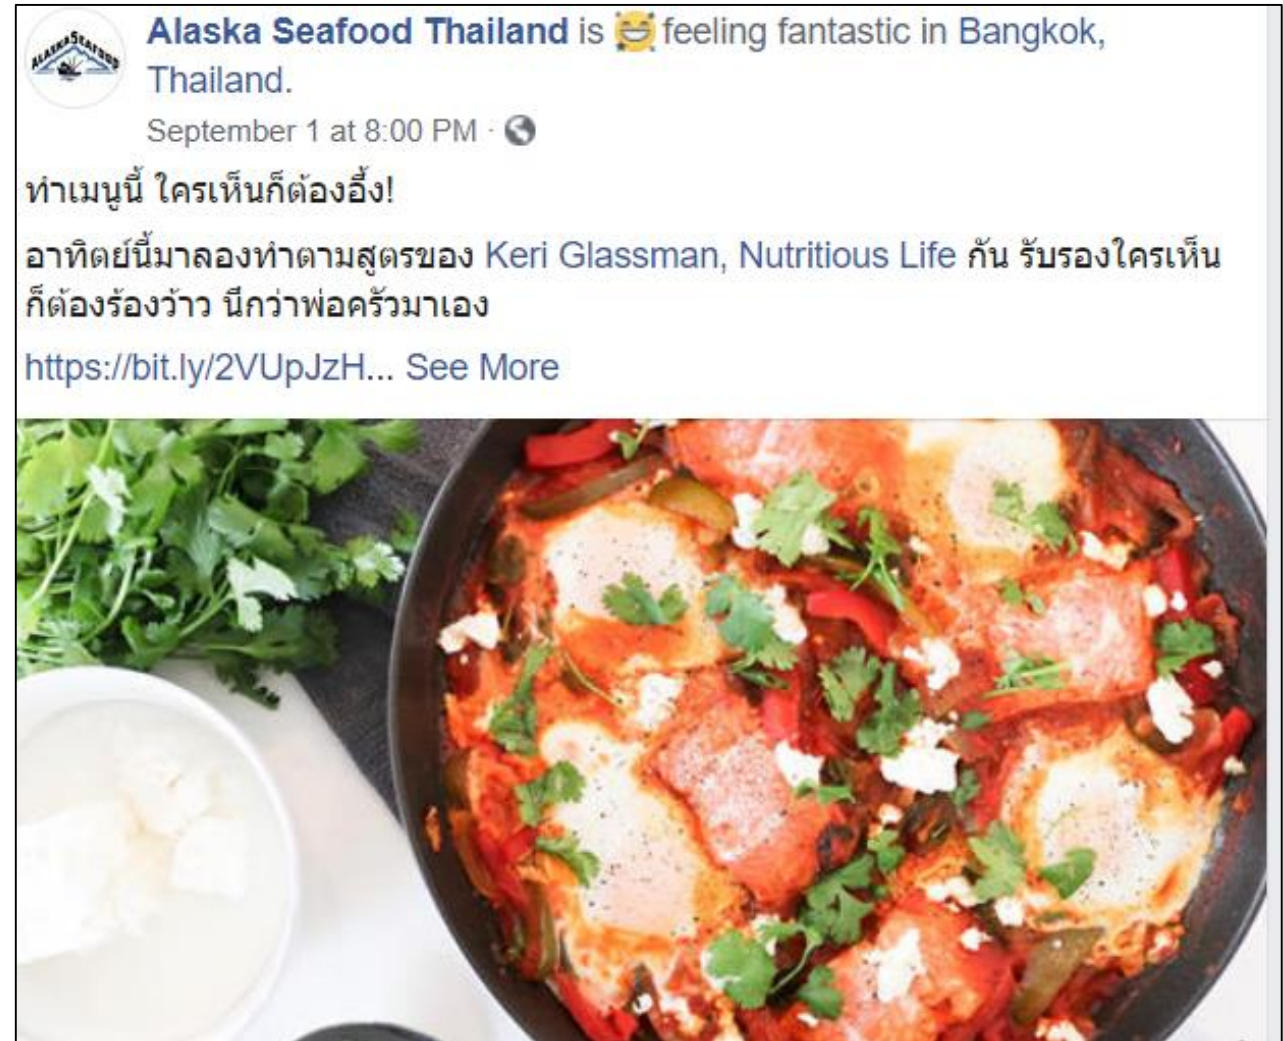 ALASKA SEAFOOD
Alaska Seafood Thailand is feeling fantastic in Bangkok,
Thailand.
September 1 at 8:00 PM ·
ทำเมนูนี้ ใครเห็นก็ต้องอึ้ง!
อาทิตย์นี้มาลองทำตามสูตรของ Keri Glassman, Nutritious Life กัน รับรองใครเห็น
ก็ต้องร้องว้าว นึกว่าพ่อครัวมาเอง
https://bit.ly/2VUpJzH... See More